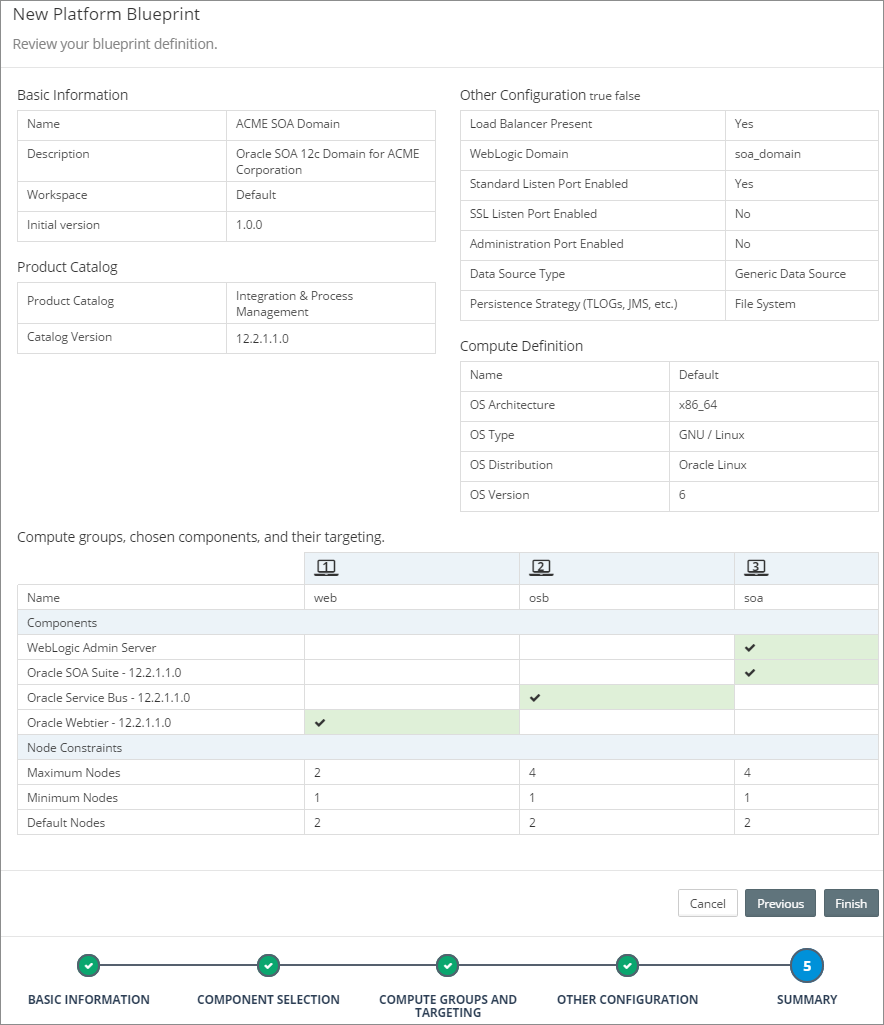 New Platform Blueprint
Review your blueprint definition.
Basic Information
Name ACME SOA Domain
Description Oracle SOA 12c Domain for ACME
Corporation
Workspace Default
Initial version 1.0.0
Product Catalog
Product Catalog Integration & Process
Management
Catalog Version 12.2.1.1.0
Other Configuration true false
Load Balancer Present Yes
WebLogic Domain soa_domain
Standard Listen Port Enabled Yes
SSL Listen Port Enabled No
Administration Port Enabled No
Data Source Type Generic Data Source
Persistence Strategy (TLOGs, JMS, etc.) File System
Compute Definition
Name Default
OS Architecture x86_64
OS Type GNU / Linux
OS Distribution Oracle Linux
OS Version 6
Compute groups, chosen components, and their targeting.
1 2 3
Name web osb soa
Components
WebLogic Admin Server
Oracle SOA Suite - 12.2.1.1.0
Oracle Service Bus - 12.2.1.1.0
Oracle Webtier - 12.2.1.1.0
Node Constraints
Maximum Nodes 2 4 4
Minimum Nodes 1 1 1
Default Nodes 2 2 2
Cancel Previous Finish
5
BASIC INFORMATION COMPONENT SELECTION COMPUTE GROUPS AND OTHER CONFIGURATION SUMMARY
TARGETING